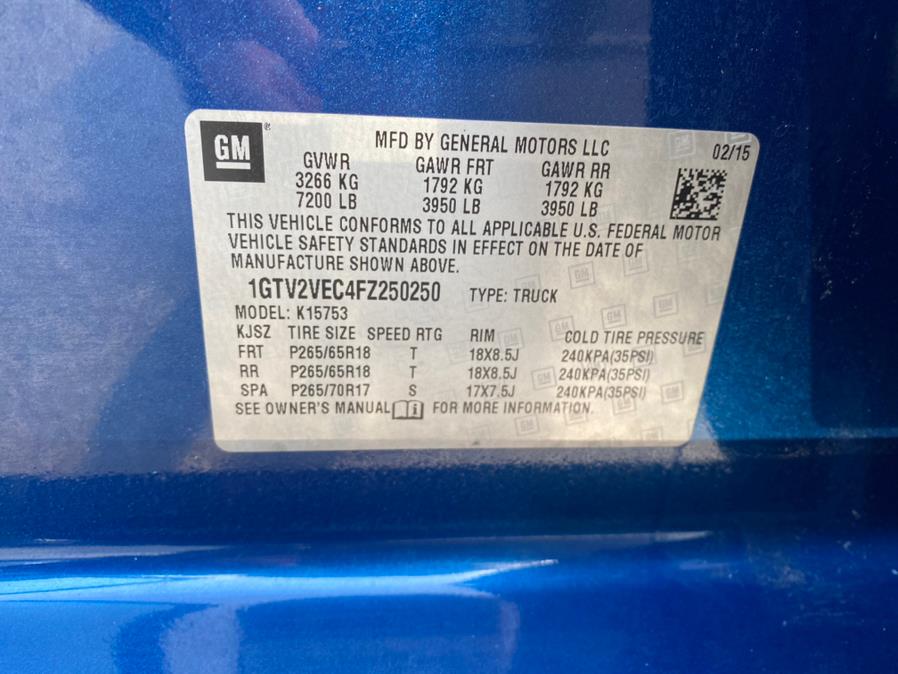 GM®
MFD BY GENERAL MOTORS LLC 02/15
GVWR GAWR FRT GAWR RR
3266 KG 1792 KG 1792 KG
7200 LB 3950 LB 3950 LB
THIS VEHICLE CONFORMS TO ALL APPLICABLE U.S. FEDERAL MOTOR
VEHICLE SAFETY STANDARDS IN EFFECT ON THE DATE OF
MANUFACTURE SHOWN ABOVE.
1GTV2VEC4FZ250250 TYPE: TRUCK
MODEL: K15753
KJSZ TIRE SIZE SPEED RTG RIM COLD TIRE PRESSURE
FRT P265/65R18 T 18X8.5J 240KPA(35PSI)
RR P265/65R18 T 18X8.5J 240KPA(35PSI)
SPA P265/70R17 S 17X7.5J 240KPA(35PSI)
SEE OWNER'S MANUAL FOR MORE INFORMATION.